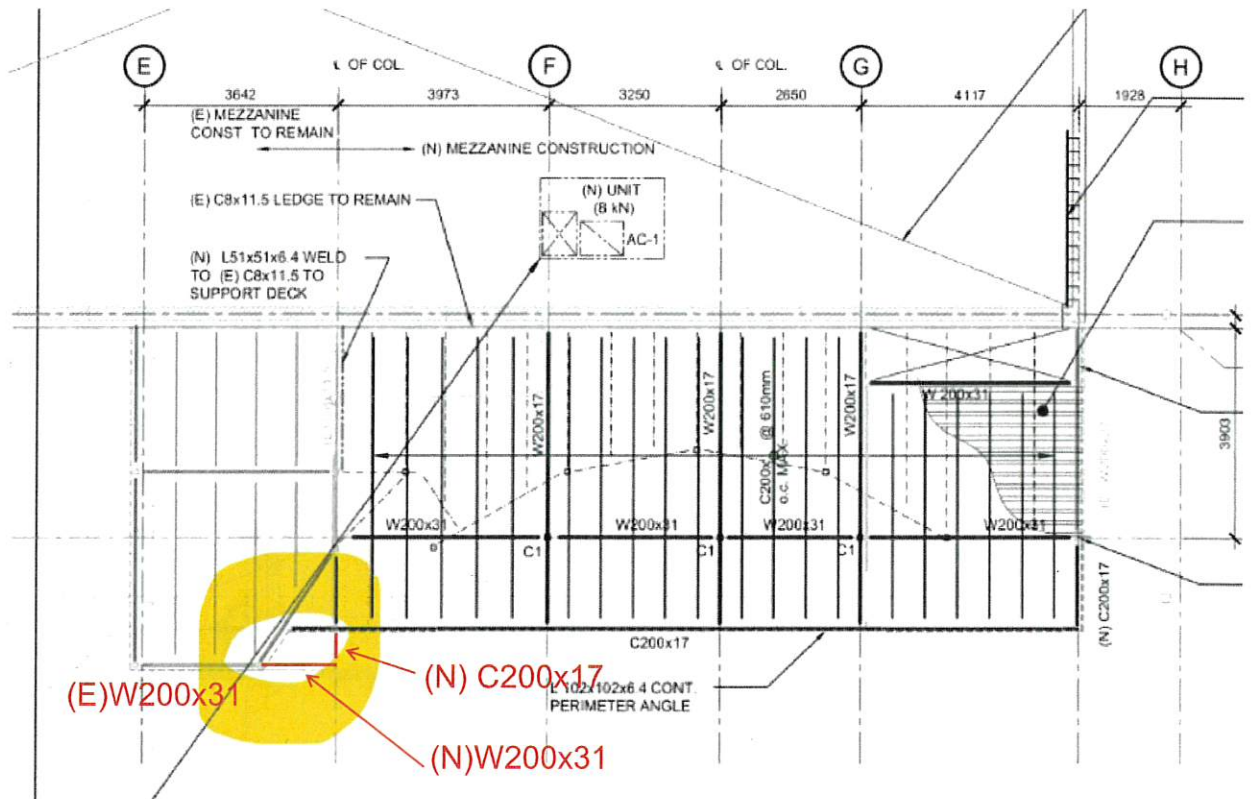 E
℄ OF COL.
F
℄ OF COL.
G
H
3642
3973
3250
2650
4117
1928
(E) MEZZANINE
CONST TO REMAIN
(N) MEZZANINE CONSTRUCTION
(E) C8x11.5 LEDGE TO REMAIN
(N) UNIT
(8 kN)
AC-1
(N) L51x51x6.4 WELD
TO (E) C8x11.5 TO
SUPPORT DECK
W200x17
W200x17
C200x @ 610mm
o.c. MAX.
W200x17
W 200x31
3903
W200x31
W200x31
W200x31
W200x31
C1
C1
C1
(N) C200x17
C200x17
(E)W200x31
(N) C200x17
L 102x102x6.4 CONT.
PERIMETER ANGLE
(N)W200x31